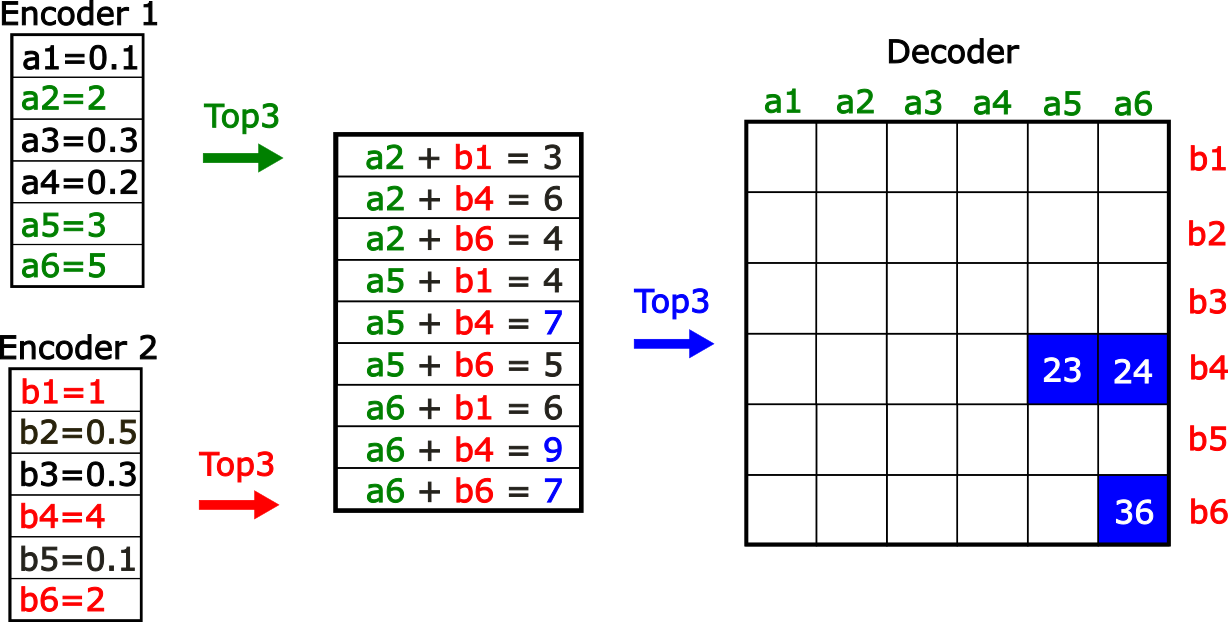 Encoder 1
a1=0.1
a2=2
a3=0.3
a4=0.2
a5=3
a6=5
Encoder 2
b1=1
b2=0.5
b3=0.3
b4=4
b5=0.1
b6=2
Top3
Top3
a2 + b1 = 3
a2 + b4 = 6
a2 + b6 = 4
a5 + b1 = 4
a5 + b4 = 7
a5 + b6 = 5
a6 + b1 = 6
a6 + b4 = 9
a6 + b6 = 7
Top3
Decoder
a1 a2 a3 a4 a5 a6
b1
b2
b3
23 24 b4
b5
36 b6